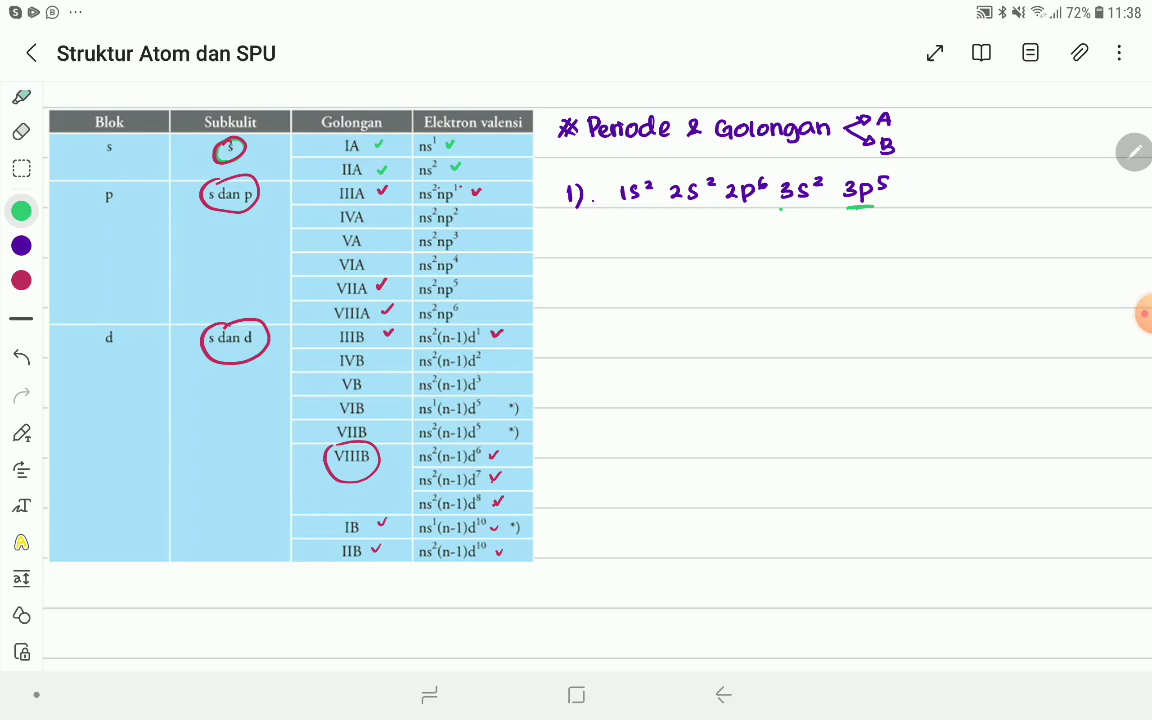 72% 11:38
Struktur Atom dan SPU
Blok Subkulit Golongan Elektron valensi
s s IA ns¹
IIA ns²
p s dan p IIIA ns²np¹
IVA ns²np²
VA ns²np³
VIA ns²np⁴
VIIA ns²np⁵
VIIIA ns²np⁶
d s dan d IIIB ns²(n-1)d¹
IVB ns²(n-1)d²
VB ns²(n-1)d³
VIB ns¹(n-1)d⁵ *)
VIIB ns²(n-1)d⁵ *)
VIIIB ns²(n-1)d⁶
ns²(n-1)d⁷
ns²(n-1)d⁸
IB ns¹(n-1)d¹⁰ *)
IIB ns²(n-1)d¹⁰
* Periode & Golongan A
B
1). 1s² 2s² 2p⁶ 3s² 3p⁵